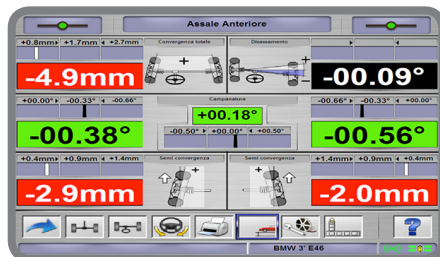 Assale Anteriore
+0.8mm +1.7mm +2.7mm
Convergenza totale
Disassamento
-4.9mm
-00.09°
+00.00° -00.33° -00.66°
Campanatura
-00.66° -00.33° +00.00°
+00.18°
-00.38°
-00.50° +00.00° +00.50°
-00.56°
+0.4mm +0.9mm +1.4mm
Semi convergenza
Semi convergenza
+1.4mm +0.9mm +0.4mm
-2.9mm
-2.0mm
?
BMW 3' E46